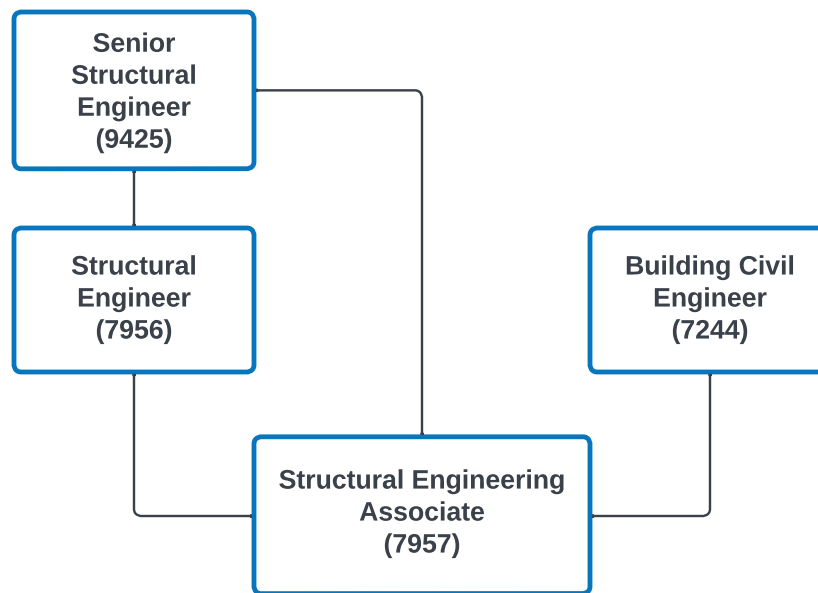 Senior
Structural
Engineer
(9425)
Structural
Engineer
(7956)
Building Civil
Engineer
(7244)
Structural Engineering
Associate
(7957)